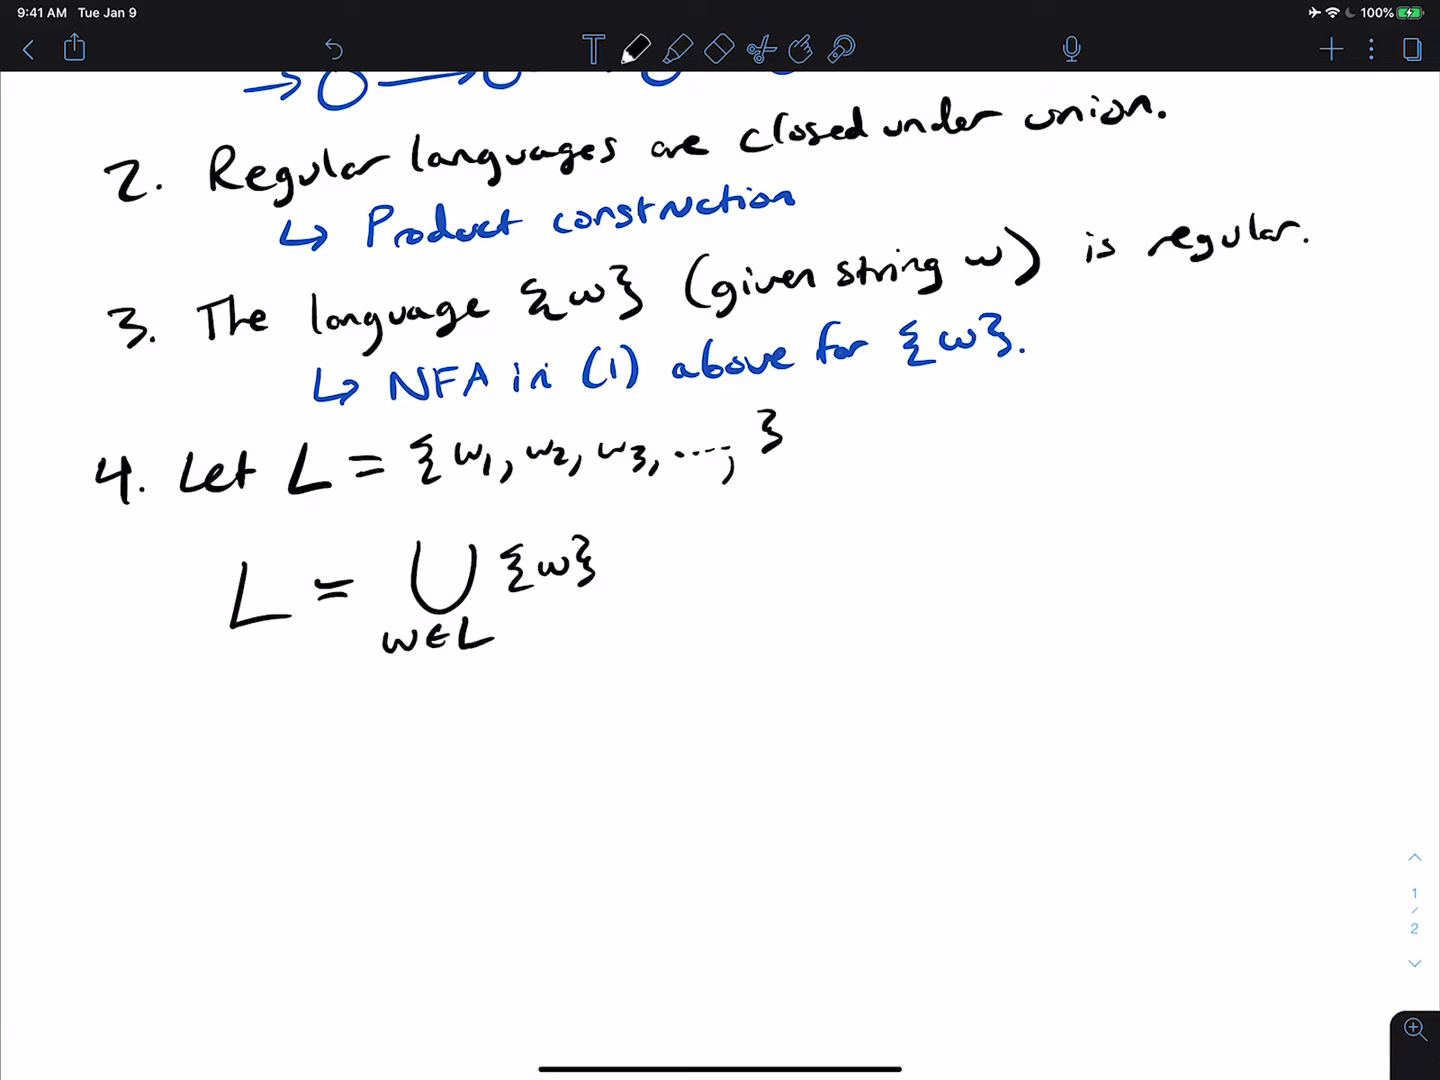 9:41 AM Tue Jan 9 100%
2. Regular languages are closed under union.
↳ Product construction
3. The language {w} (given string w) is regular.
↳ NFA in (1) above for {w}.
4. Let L = {w₁, w₂, w₃, ..., }
L = ⋃ {w}
w∈L
1
/
2